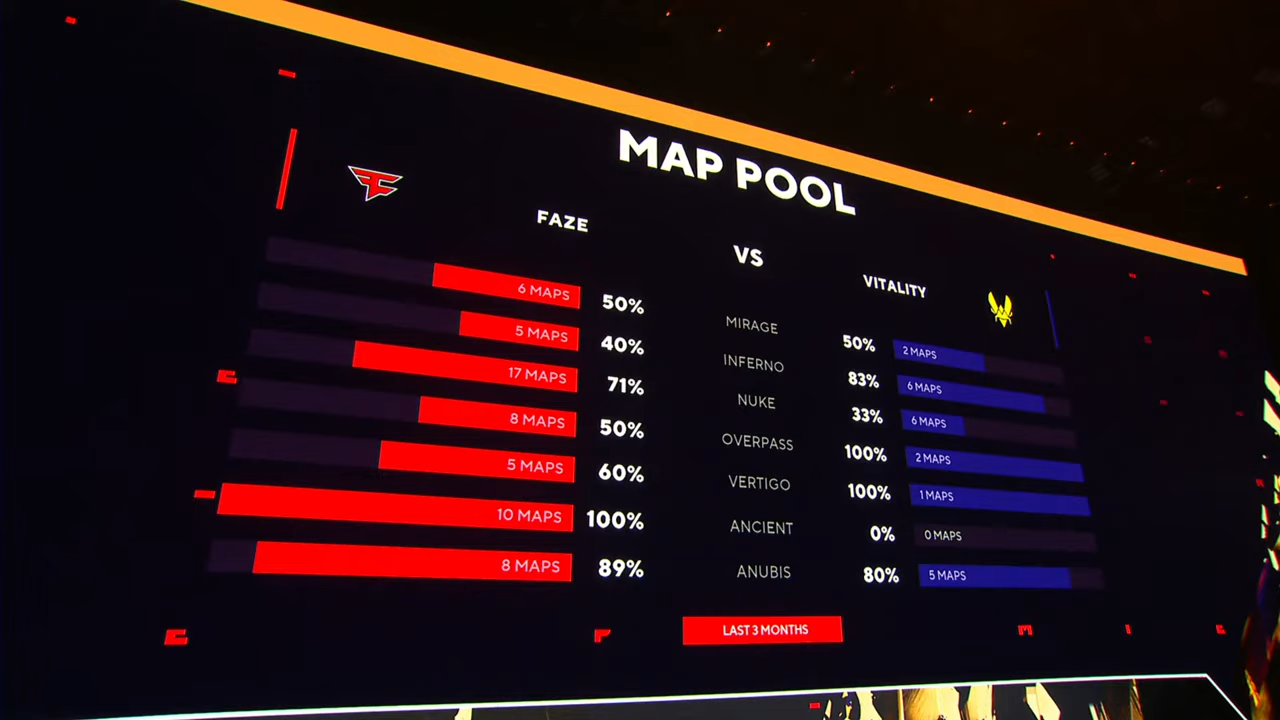 MAP POOL
FAZE VS VITALITY
6 MAPS 50% MIRAGE 50% 2 MAPS
5 MAPS 40% INFERNO 83% 6 MAPS
17 MAPS 71% NUKE 33% 6 MAPS
8 MAPS 50% OVERPASS 100% 2 MAPS
5 MAPS 60% VERTIGO 100% 1 MAPS
10 MAPS 100% ANCIENT 0% 0 MAPS
8 MAPS 89% ANUBIS 80% 5 MAPS
LAST 3 MONTHS